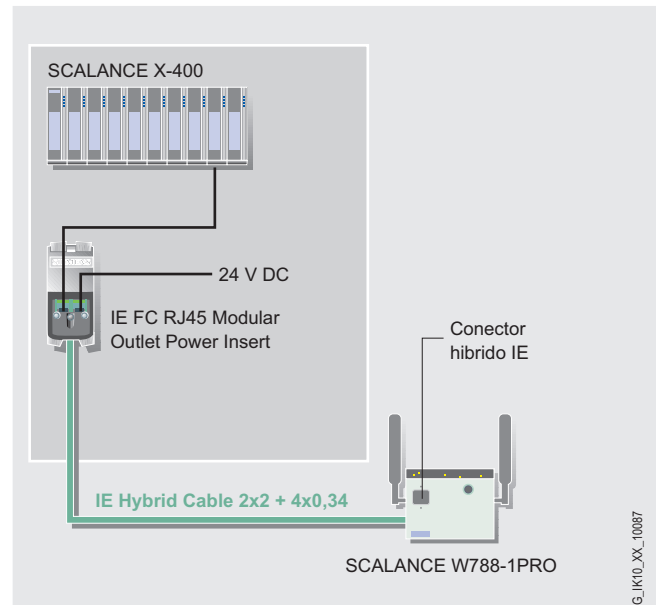 SCALANCE X-400
24 V DC
IE FC RJ45 Modular
Outlet Power Insert
Conector
hibrido IE
IE Hybrid Cable 2x2 + 4x0,34
SCALANCE W788-1PRO
G_IK10_XX_10087